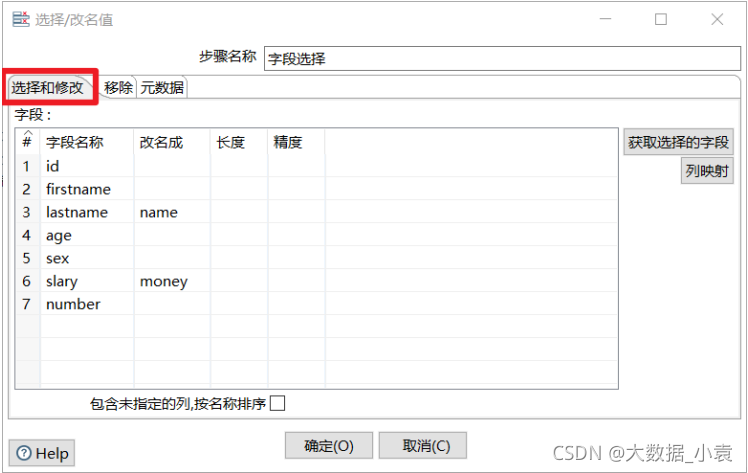 选择/改名值
步骤名称 字段选择
选择和修改 移除 元数据
字段：
# 字段名称 改名成 长度 精度
获取选择的字段
1 id
列映射
2 firstname
3 lastname name
4 age
5 sex
6 slary money
7 number
包含未指定的列,按名称排序
确定(O) 取消(C)
Help
CSDN @大数据_小袁